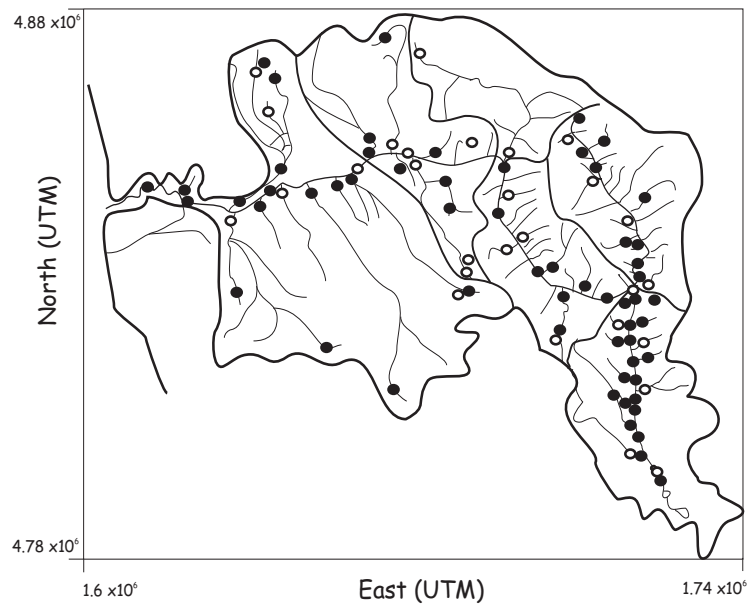 4.88 x10⁶
North (UTM)
4.78 x10⁶
1.6 x10⁶
East (UTM)
1.74 x10⁶